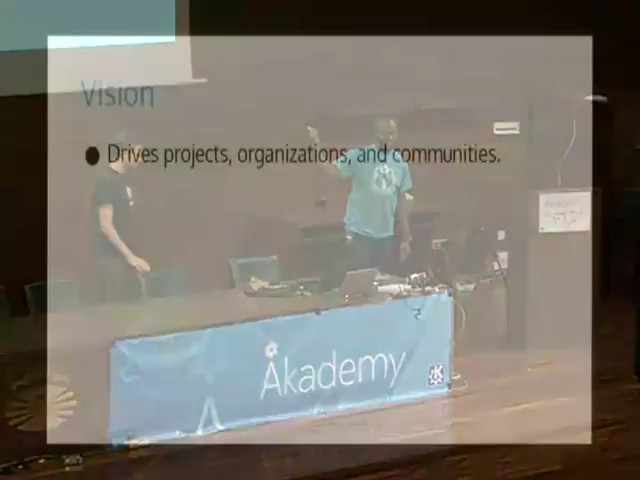 Vision
Drives projects, organizations, and communities.
Akademy